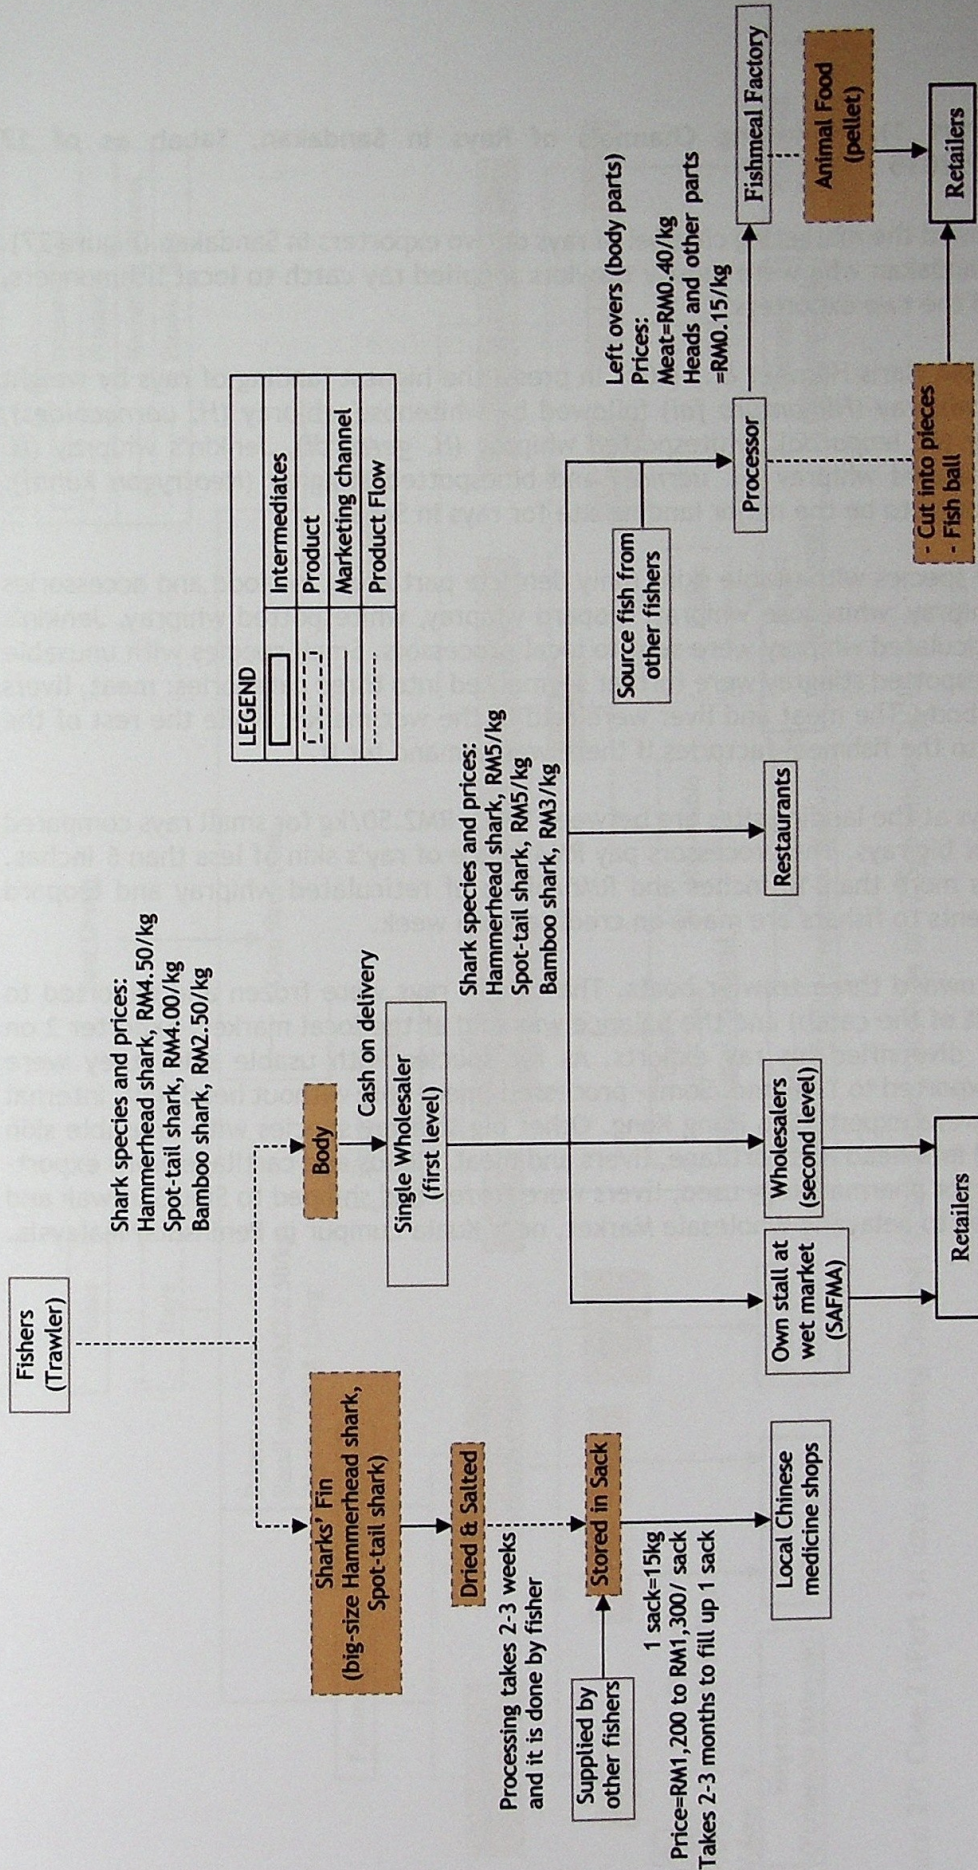 Fishers
(Trawler)
Shark species and prices:
Hammerhead shark, RM4.50/kg
Spot-tail shark, RM4.00/kg
Bamboo shark, RM2.50/kg
LEGEND
Intermediates
Product
Marketing channel
Product Flow
Sharks' Fin
(big-size Hammerhead shark,
Spot-tail shark)
Body
Cash on delivery
Dried & Salted
Single Wholesaler
(first level)
Processing takes 2-3 weeks
and it is done by fisher
Shark species and prices:
Hammerhead shark, RM5/kg
Spot-tail shark, RM5/kg
Bamboo shark, RM3/kg
Supplied by
other fishers
Stored in Sack
Source fish from
other fishers
Left overs (body parts)
Prices:
Meat=RM0.40/kg
Heads and other parts
=RM0.15/kg
1 sack=15kg
Price=RM1,200 to RM1,300/ sack
Takes 2-3 months to fill up 1 sack
Local Chinese
medicine shops
Own stall at
wet market
(SAFMA)
Wholesalers
(second level)
Restaurants
Processor
Fishmeal Factory
Animal Food
(pellet)
- Cut into pieces
- Fish ball
Retailers
Retailers